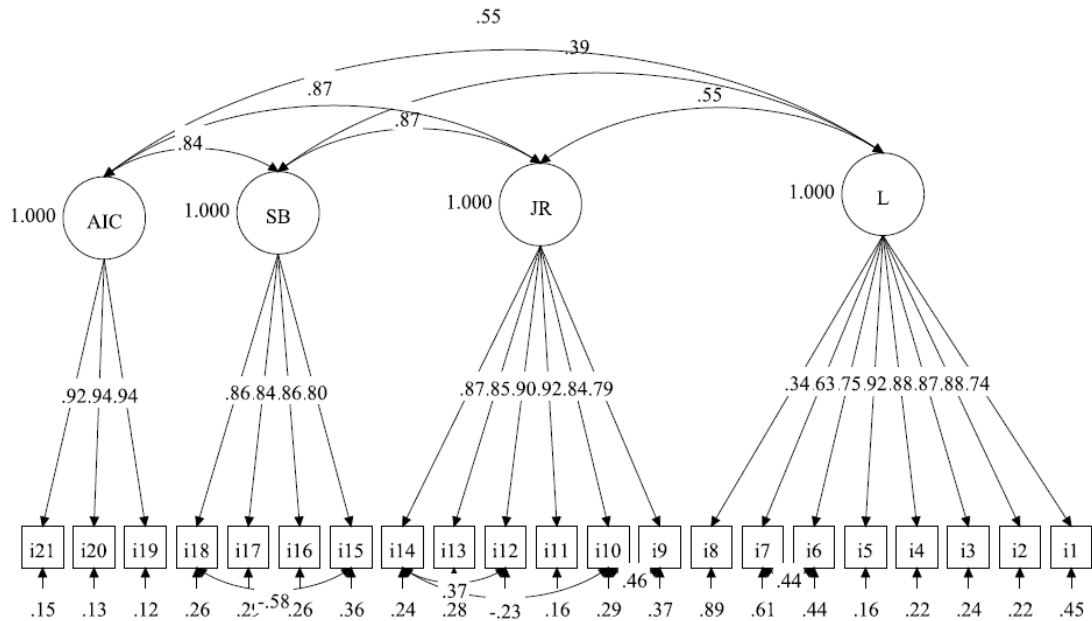 .55
.39
.87
.55
.87
.84
1.000 AIC 1.000 SB 1.000 JR 1.000 L
.92 .94 .94 .86 .84 .86 .80 .87 .85 .90 .92 .84 .79 .34 .63 .75 .92 .88 .87 .88 .74
i21 i20 i19 i18 i17 i16 i15 i14 i13 i12 i11 i10 i9 i8 i7 i6 i5 i4 i3 i2 i1
-.58 .37 .46 .44
.15 .13 .12 .26 .26 .36 .24 .28 -.23 .16 .29 .37 .89 .61 .44 .16 .22 .24 .22 .45